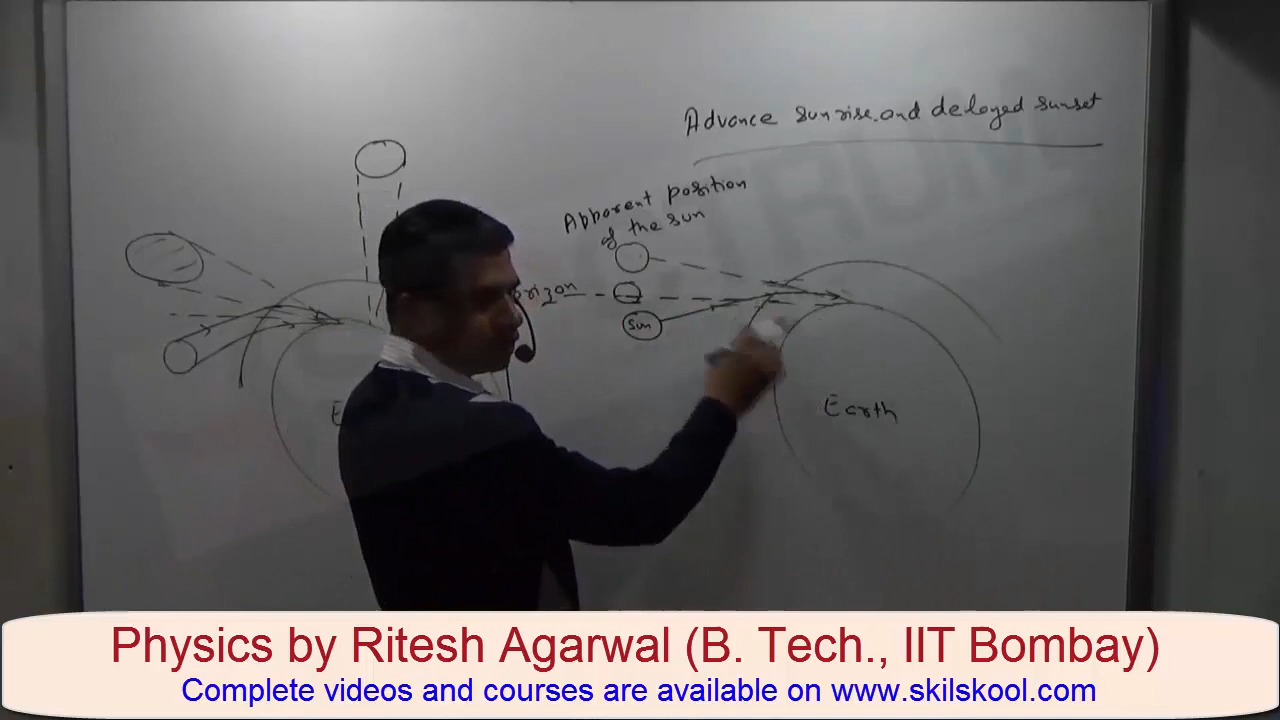 Advance sunrise and delayed sunset
Apparent position
of the sun
orizon
Sun
E
Earth
Physics by Ritesh Agarwal (B. Tech., IIT Bombay)
Complete videos and courses are available on www.skilskool.com